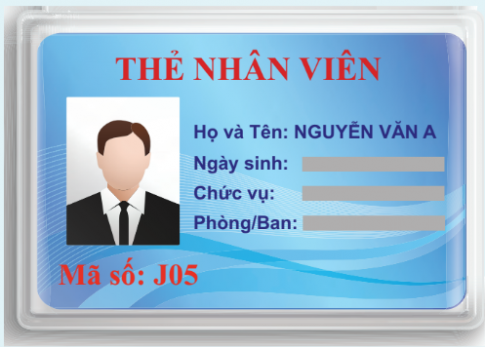 THẺ NHÂN VIÊN
Họ và Tên: NGUYỄN VĂN A
Ngày sinh:
Chức vụ:
Phòng/Ban:
Mã số: J05